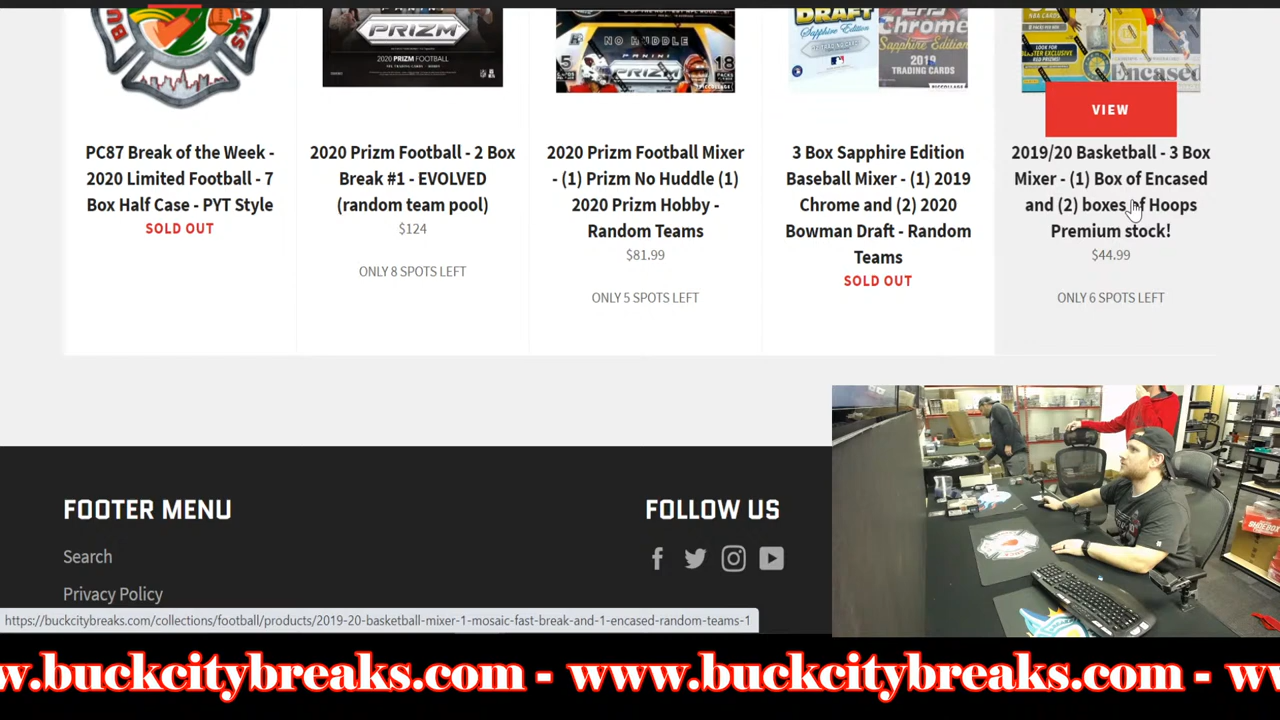 PRIZM
2020 PRIZM FOOTBALL
NO HUDDLE
PRIZM
18
DRAFT
Sapphire Edition
Chrome
Sapphire Edition
2019
TRADING CARDS
Encased
VIEW
PC87 Break of the Week -
2020 Limited Football - 7
Box Half Case - PYT Style
SOLD OUT
2020 Prizm Football - 2 Box
Break #1 - EVOLVED
(random team pool)
$124
ONLY 8 SPOTS LEFT
2020 Prizm Football Mixer
- (1) Prizm No Huddle (1)
2020 Prizm Hobby -
Random Teams
$81.99
ONLY 5 SPOTS LEFT
3 Box Sapphire Edition
Baseball Mixer - (1) 2019
Chrome and (2) 2020
Bowman Draft - Random
Teams
SOLD OUT
2019/20 Basketball - 3 Box
Mixer - (1) Box of Encased
and (2) boxes of Hoops
Premium stock!
$44.99
ONLY 6 SPOTS LEFT
FOOTER MENU
Search
Privacy Policy
FOLLOW US
https://buckcitybreaks.com/collections/football/products/2019-20-basketball-mixer-1-mosaic-fast-break-and-1-encased-random-teams-1
w.buckcitybreaks.com - www.buckcitybreaks.com - w